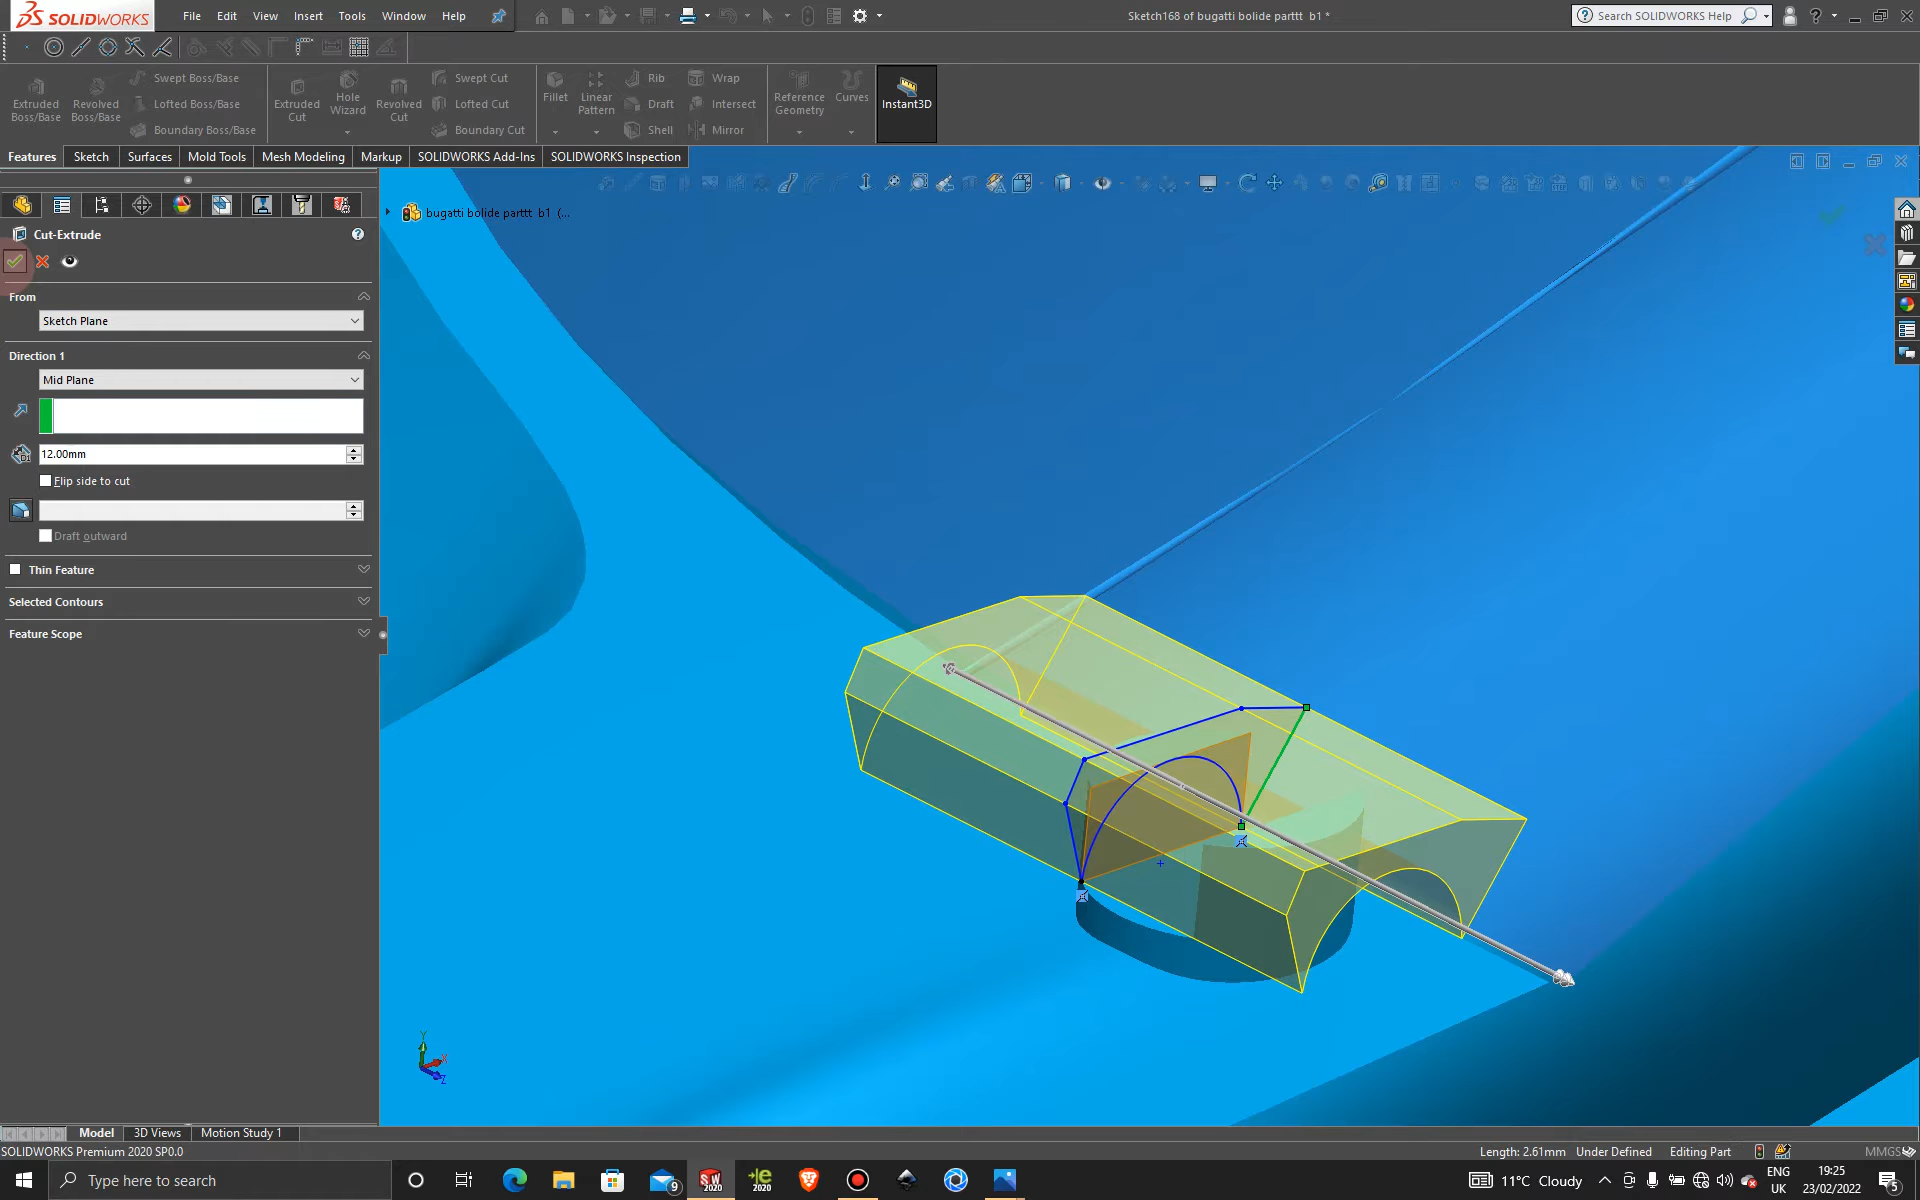 SOLIDWORKS
File Edit View Insert Tools Window Help
Sketch168 of bugatti bolide parttt b1 *
Search SOLIDWORKS Help
Extruded Boss/Base
Revolved Boss/Base
Swept Boss/Base
Lofted Boss/Base
Boundary Boss/Base
Extruded Cut
Hole Wizard
Revolved Cut
Swept Cut
Lofted Cut
Boundary Cut
Fillet
Linear Pattern
Rib
Draft
Shell
Wrap
Intersect
Mirror
Reference Geometry
Curves
Instant3D
Features Sketch Surfaces Mold Tools Mesh Modeling Markup SOLIDWORKS Add-Ins SOLIDWORKS Inspection
bugatti bolide parttt b1 (...
Cut-Extrude
From
Sketch Plane
Direction 1
Mid Plane
12.00mm
Flip side to cut
Draft outward
Thin Feature
Selected Contours
Feature Scope
Y
X
Z
Model 3D Views Motion Study 1
SOLIDWORKS Premium 2020 SP0.0
Length: 2.61mm Under Defined Editing Part MMGS
Type here to search
9
SW 2020
e 2020
11°C Cloudy
ENG
UK
19:25
23/02/2022
5